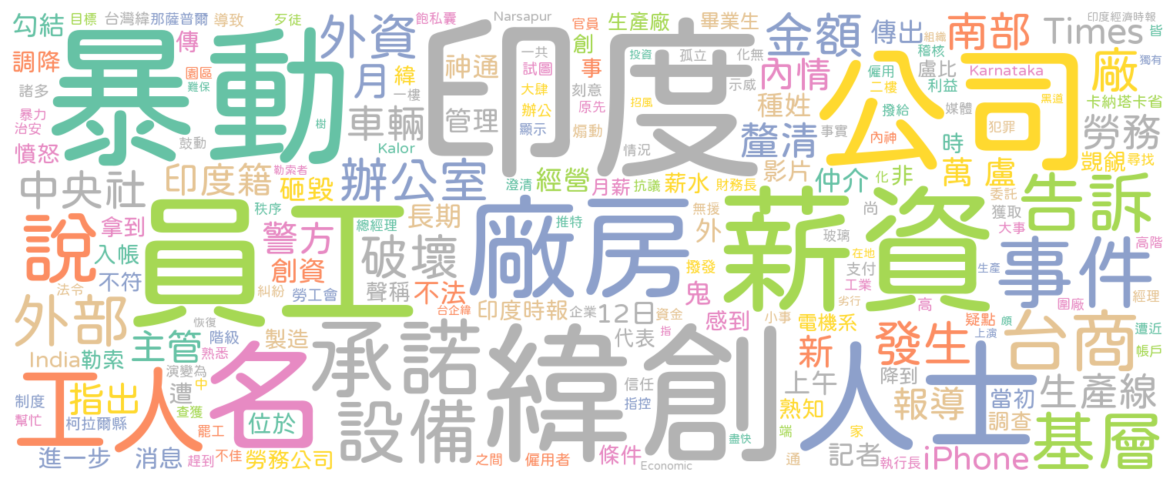 勾結 目標 台灣緯 那薩普爾 導致 歹徒 飽私囊 Narsapur 官員 生產廠 畢業生 組織 印度經濟時報 皆
調降 暴動 傳 外資 一共 創 投資 孤立 化無 金額 傳出 稽核 南部 Times 獨有
園區 難保 月 緯 神通 試圖 事 印度 示威 內情 僱用 盧比 Karnataka 廠
諸多 一樓 車輛 管理 大肆 辦公 刻意 招風 種姓 公司 二樓 利益 卡納塔卡省
暴力 治安 樹 Kalor 顯示 原先 煽動 情況 釐清 事實 撥給 媒體 黑道 勞務
憤怒 鼓動 勒索者 辦公室 澄清 經營 抗議 月薪 薪水 影片 財務長 仲介 化 非 內神 時 犯罪 萬 盧 覬覦 尋找
中央社 印度籍 砸毀 秩序 總經理 推特 無援 尚 委託 獲取 大事 告訴
拿到 員工 長期 破壞 廠房 外 撥發 玻璃 薪資 在地 生產 高階
說 入帳 警方 創資 聲稱 不法 鬼 支付 工業 事件
不符 法令 糾紛 勞工會 台企緯 印度時報 企業 12日 資金 感到 小事 高 劣行 圍廠 經理
外部 恢復 階級 製造 代表 指 電機系 疑點 頗 遭近
India 勒索 主管 熟悉 承諾 緯創 新 發生 上演 台商 帳戶
演變為 中 遭 信任 上午 降到
工人 制度 指出 查獲 名 設備 指控 人士 熟知 報導 當初 調查 生產線
幫忙 柯拉爾縣 罷工 位於 盡快 端 家 基層
進一步 消息 趕到 不佳 勞務公司 之間 僱用者 條件 Economic 通 記者 執行長 iPhone